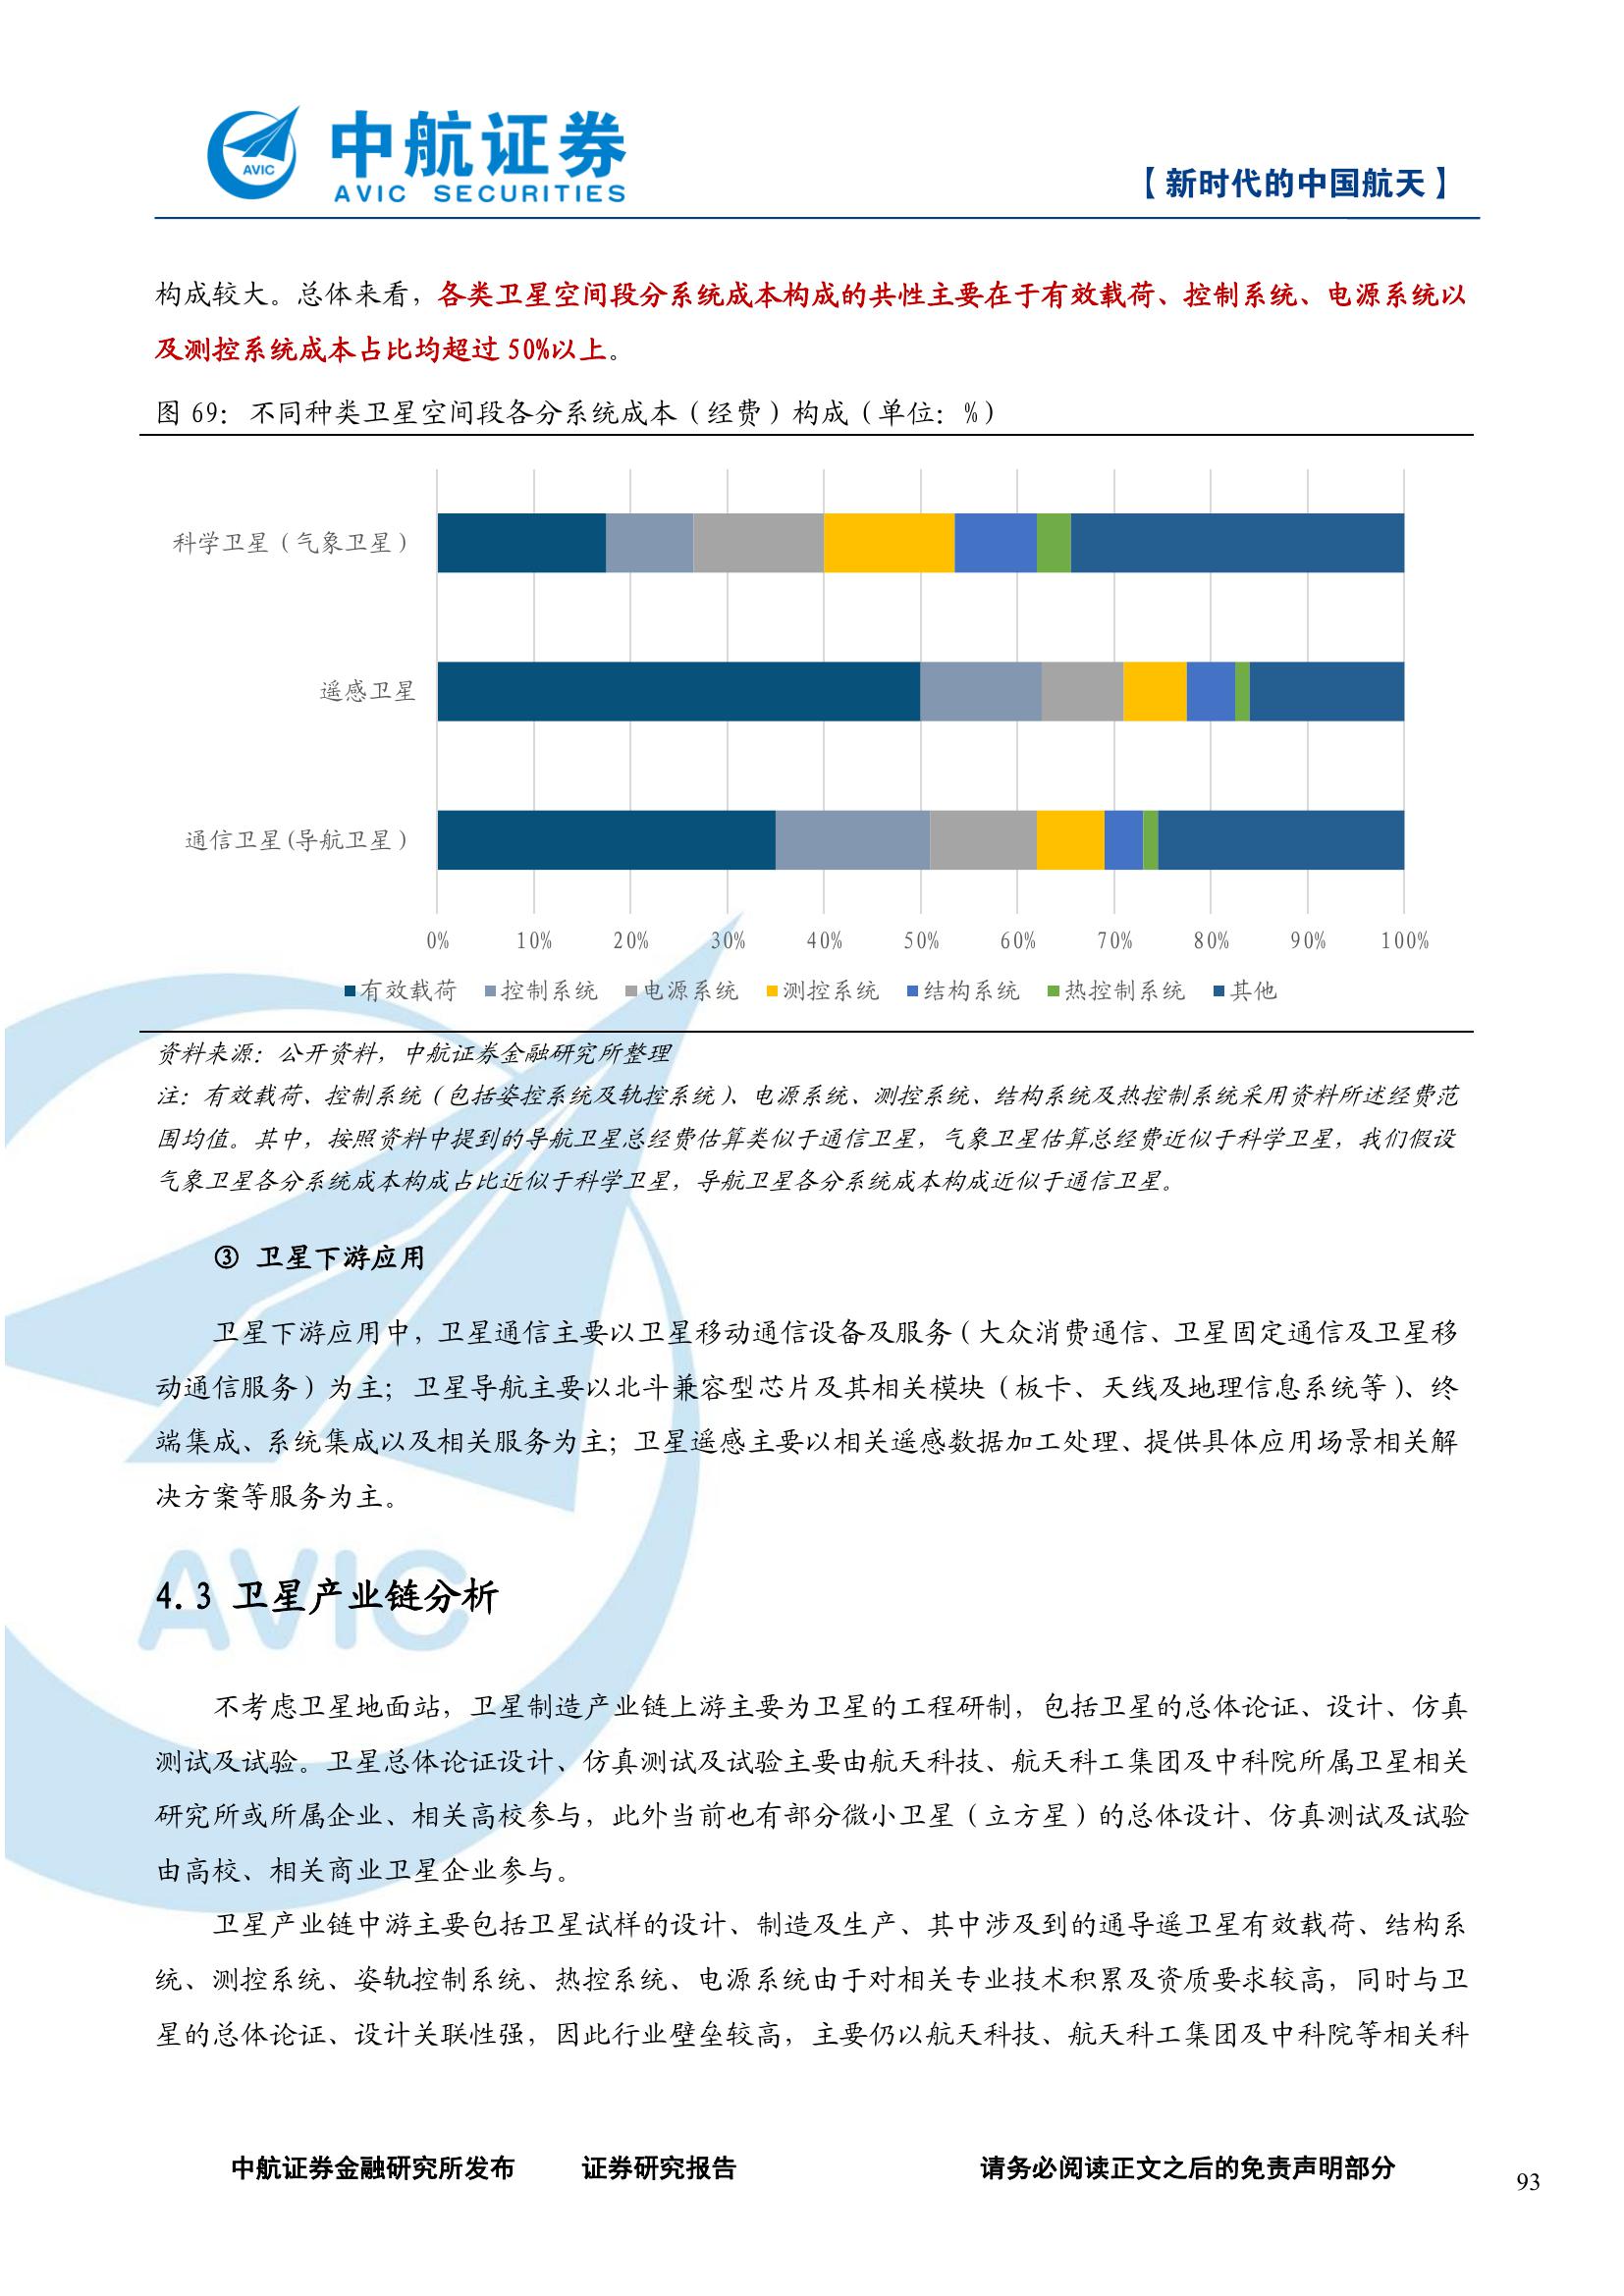 中航证券
AVIC SECURITIES
AVIC
【新时代的中国航天】
构成较大。总体来看，各类卫星空间段分系统成本构成的共性主要在于有效载荷、控制系统、电源系统以
及测控系统成本占比均超过 50%以上。
图 69：不同种类卫星空间段各分系统成本（经费）构成（单位：%）
科学卫星（气象卫星）
遥感卫星
通信卫星(导航卫星）
0% 10% 20% 30% 40% 50% 60% 70% 80% 90% 100%
有效载荷 控制系统 电源系统 测控系统 结构系统 热控制系统 其他
资料来源：公开资料，中航证券金融研究所整理
注：有效载荷、控制系统（包括姿控系统及轨控系统）、电源系统、测控系统、结构系统及热控制系统采用资料所述经费范
围均值。其中，按照资料中提到的导航卫星总经费估算类似于通信卫星，气象卫星估算总经费近似于科学卫星，我们假设
气象卫星各分系统成本构成占比近似于科学卫星，导航卫星各分系统成本构成近似于通信卫星。
③ 卫星下游应用
卫星下游应用中，卫星通信主要以卫星移动通信设备及服务（大众消费通信、卫星固定通信及卫星移
动通信服务）为主；卫星导航主要以北斗兼容型芯片及其相关模块（板卡、天线及地理信息系统等）、终
端集成、系统集成以及相关服务为主；卫星遥感主要以相关遥感数据加工处理、提供具体应用场景相关解
决方案等服务为主。
AVIC
4.3 卫星产业链分析
不考虑卫星地面站，卫星制造产业链上游主要为卫星的工程研制，包括卫星的总体论证、设计、仿真
测试及试验。卫星总体论证设计、仿真测试及试验主要由航天科技、航天科工集团及中科院所属卫星相关
研究所或所属企业、相关高校参与，此外当前也有部分微小卫星（立方星）的总体设计、仿真测试及试验
由高校、相关商业卫星企业参与。
卫星产业链中游主要包括卫星试样的设计、制造及生产、其中涉及到的通导遥卫星有效载荷、结构系
统、测控系统、姿轨控制系统、热控系统、电源系统由于对相关专业技术积累及资质要求较高，同时与卫
星的总体论证、设计关联性强，因此行业壁垒较高，主要仍以航天科技、航天科工集团及中科院等相关科
中航证券金融研究所发布 证券研究报告 请务必阅读正文之后的免责声明部分
93